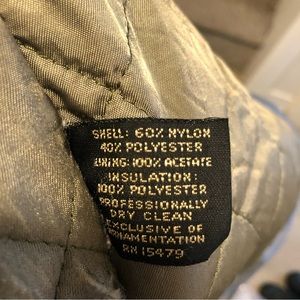 SHELL: 60% NYLON
40% POLYESTER
LINING: 100% ACETATE
INSULATION:
100% POLYESTER
PROFESSIONALLY
DRY CLEAN
EXCLUSIVE OF
ORNAMENTATION
RN 15479